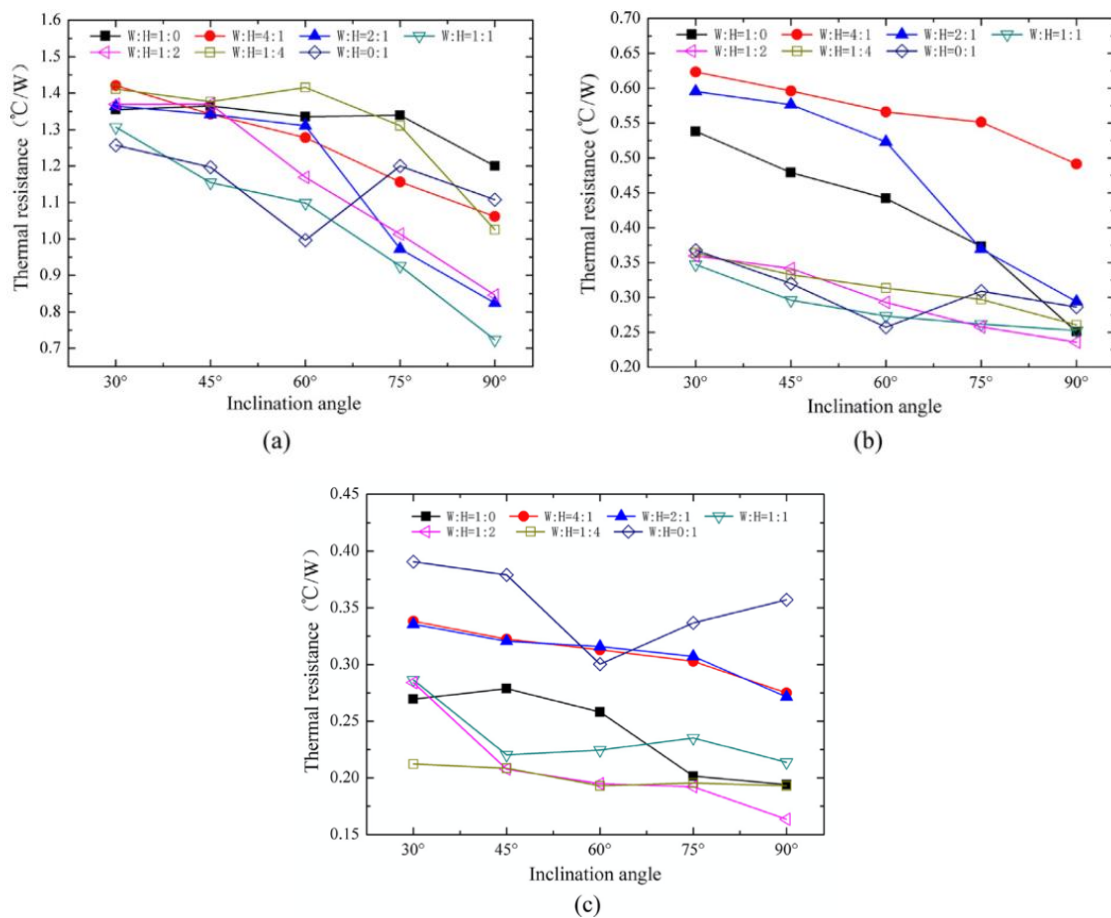 1.6
1.5
1.4
1.3
1.2
1.1
1.0
0.9
0.8
0.7
Thermal resistance (℃/W)
W:H=1:0 W:H=4:1 W:H=2:1 W:H=1:1
W:H=1:2 W:H=1:4 W:H=0:1
30° 45° 60° 75° 90°
Inclination angle
(a)
0.70
0.65
0.60
0.55
0.50
0.45
0.40
0.35
0.30
0.25
0.20
Thermal resistance (℃/W)
W:H=1:0 W:H=4:1 W:H=2:1 W:H=1:1
W:H=1:2 W:H=1:4 W:H=0:1
30° 45° 60° 75° 90°
Inclination angle
(b)
0.45
0.40
0.35
0.30
0.25
0.20
0.15
Thermal resistance (℃/W)
W:H=1:0 W:H=4:1 W:H=2:1 W:H=1:1
W:H=1:2 W:H=1:4 W:H=0:1
30° 45° 60° 75° 90°
Inclination angle
(c)